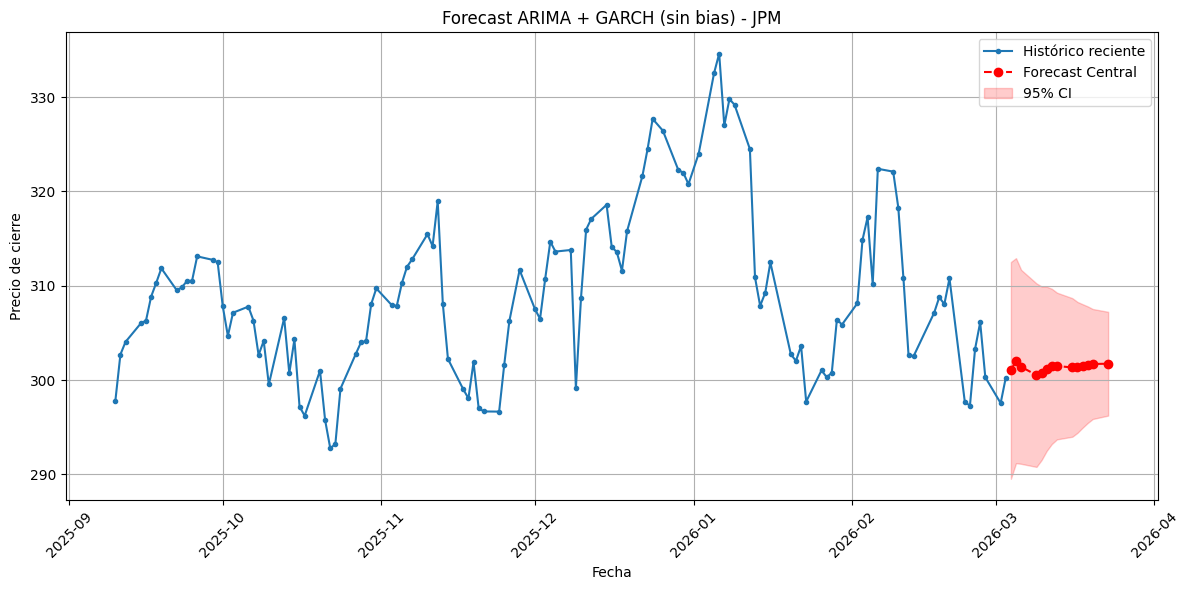 Forecast ARIMA + GARCH (sin bias) - JPM
Histórico reciente
Forecast Central
95% CI
Precio de cierre
330
320
310
300
290
2025-09
2025-10
2025-11
2025-12
2026-01
2026-02
2026-03
2026-04
Fecha